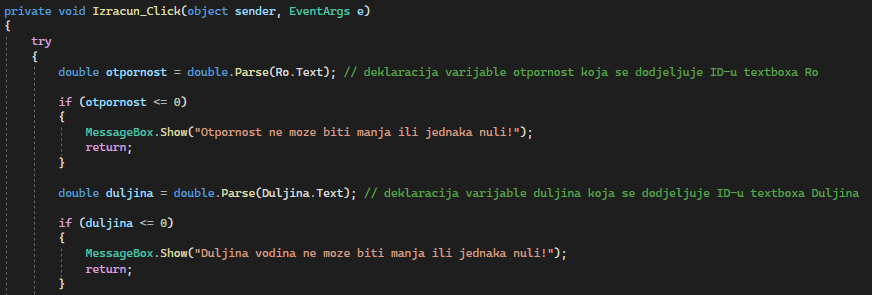 private void Izracun_Click(object sender, EventArgs e)
{
try
{
double otpornost = double.Parse(Ro.Text); // deklaracija varijable otpornost koja se dodjeljuje ID-u textboxa Ro
if (otpornost <= 0)
{
MessageBox.Show("Otpornost ne moze biti manja ili jednaka nuli!");
return;
}
double duljina = double.Parse(Duljina.Text); // deklaracija varijable duljina koja se dodjeljuje ID-u textboxa Duljina
if (duljina <= 0)
{
MessageBox.Show("Duljina vodina ne moze biti manja ili jednaka nuli!");
return;
}